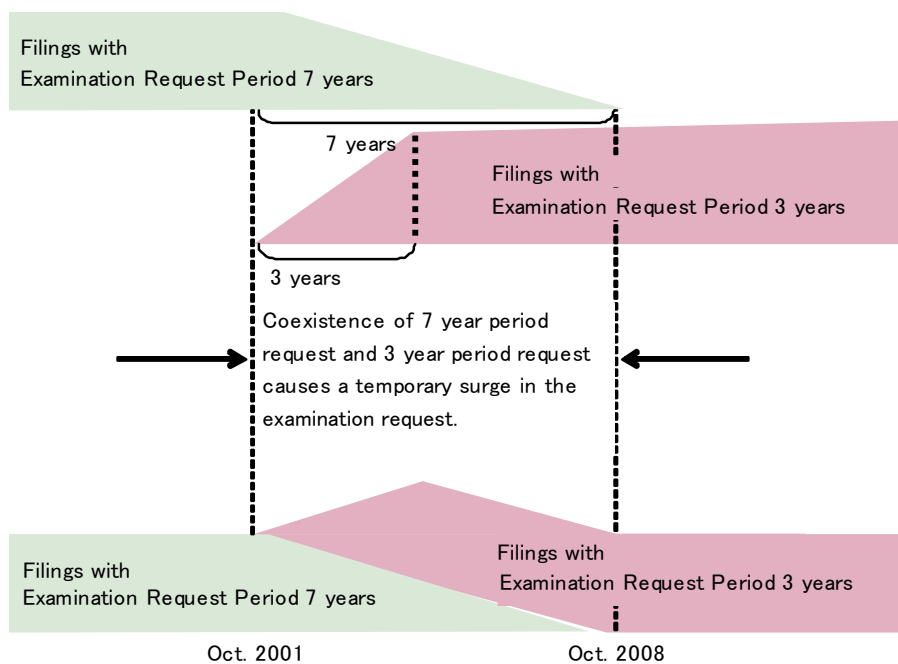 Filings with
Examination Request Period 7 years
7 years
Filings with
Examination Request Period 3 years
3 years
Coexistence of 7 year period
request and 3 year period request
causes a temporary surge in the
examination request.
Filings with
Examination Request Period 3 years
Filings with
Examination Request Period 7 years
Oct. 2001
Oct. 2008